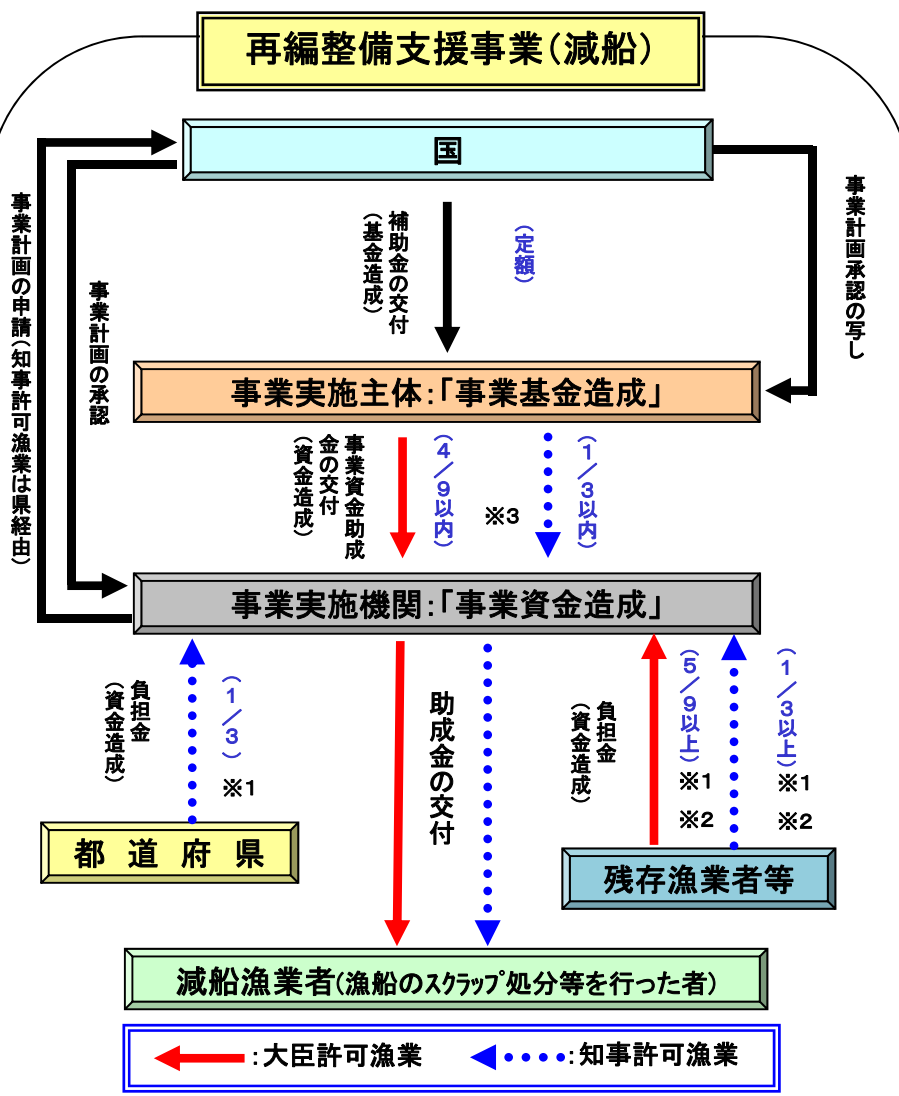 再編整備支援事業（減船）
国
事業計画の申請（知事許可漁業は県経由）
事業計画の承認
補助金の交付
（基金造成）
（定額）
事業計画承認の写し
事業実施主体：「事業基金造成」
事業資金助成
金の交付
（資金造成）
（４／９以内）
※3
（１／３以内）
事業実施機関：「事業資金造成」
負担金
（資金造成）
（１／３）
※1
助成金の交付
負担金
（資金造成）
（５／９以上）
※1
※2
（１／３以上）
※1
※2
都　道　府　県
残存漁業者等
減船漁業者（漁船のｽｸﾗｯﾌﾟ処分等を行った者）
：大臣許可漁業
：知事許可漁業